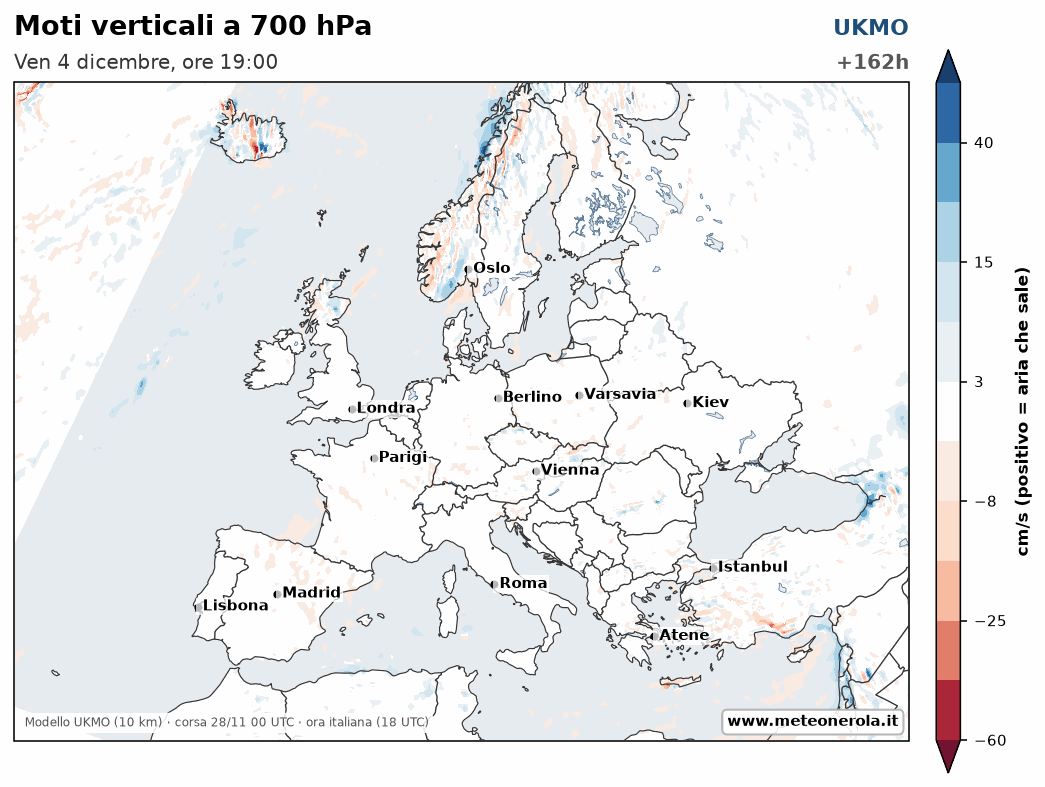 Moti verticali a 700 hPa
UKMO
Ven 4 dicembre, ore 19:00
+162h
40
15
3
−8
−25
−60
cm/s (positivo = aria che sale)
Oslo
Londra
Berlino
Varsavia
Kiev
Parigi
Vienna
Istanbul
Roma
Madrid
Lisbona
Atene
Modello UKMO (10 km) · corsa 28/11 00 UTC · ora italiana (18 UTC)
www.meteonerola.it